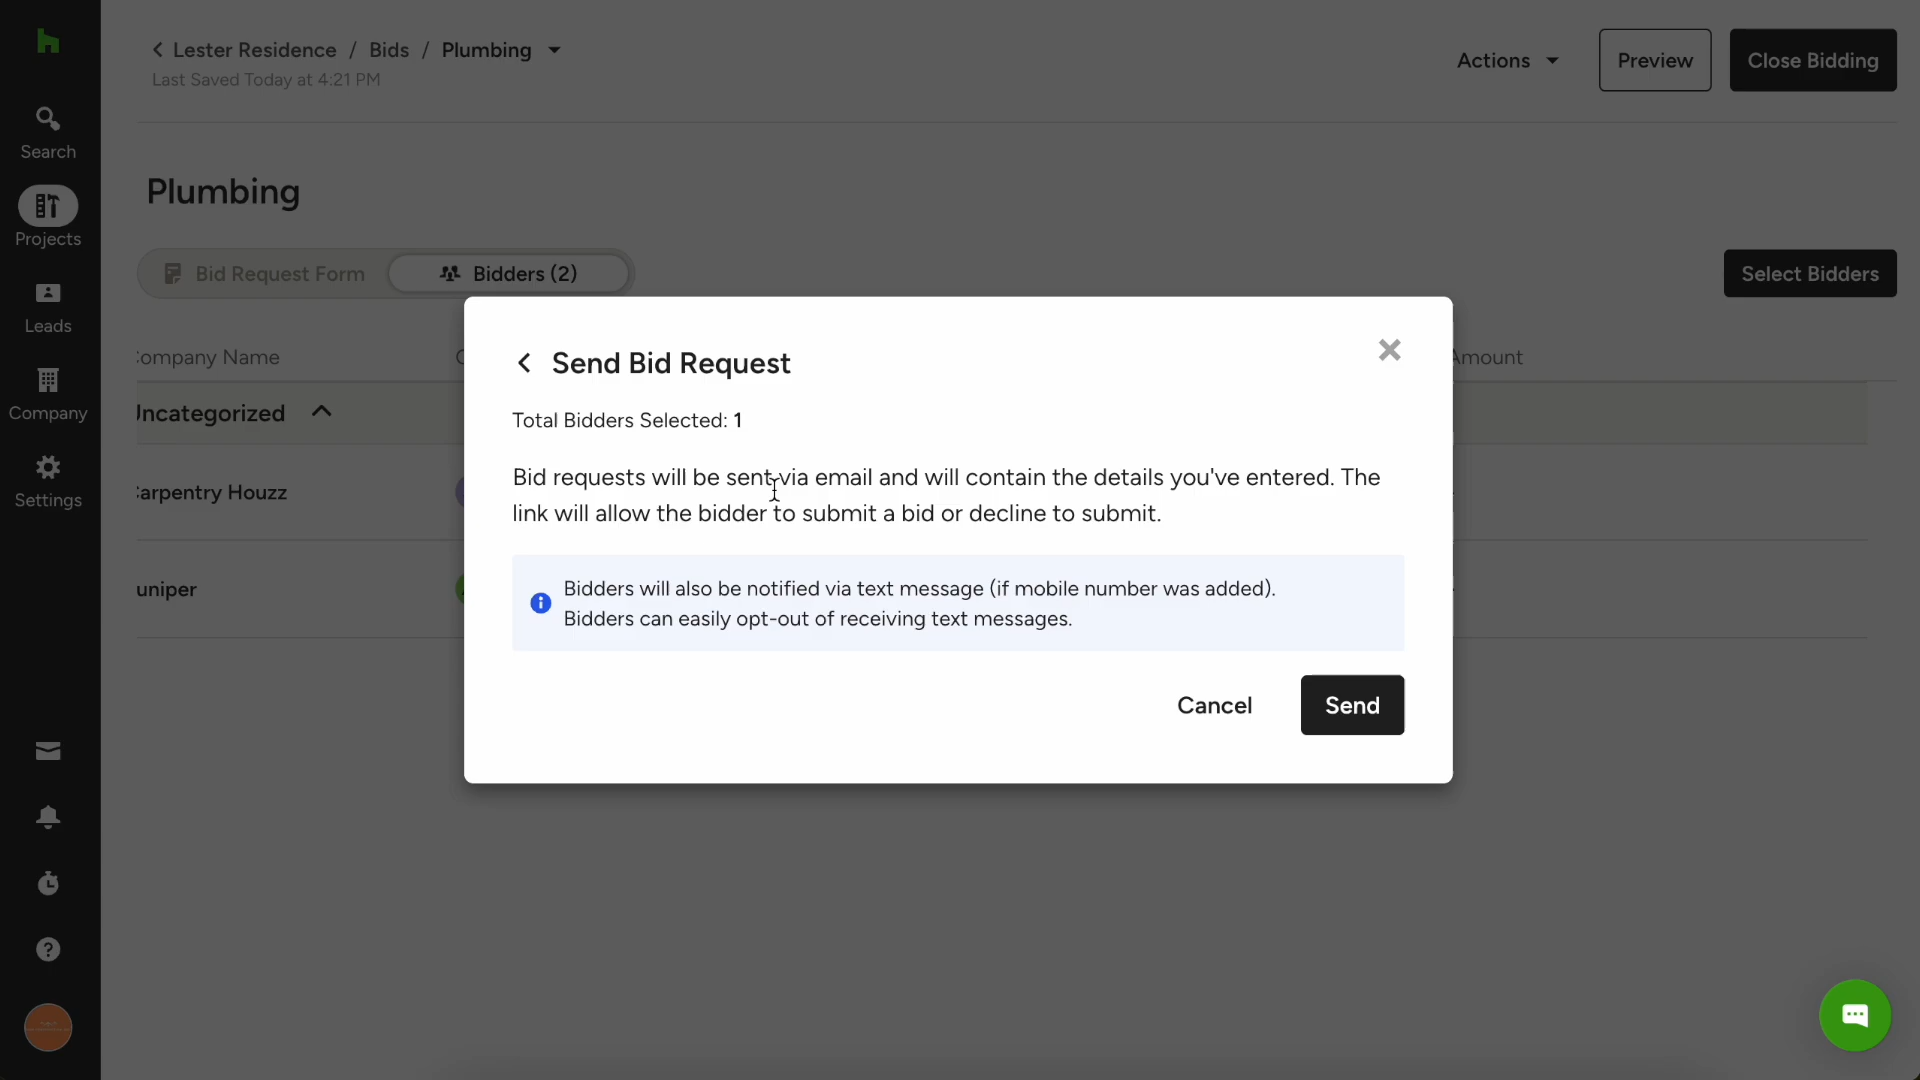 Lester Residence / Bids / Plumbing
Last Saved Today at 4:21 PM
Actions
Preview
Close Bidding
Search
Projects
Leads
Company
Settings
Plumbing
Bid Request Form
Bidders (2)
Select Bidders
ompany Name
Amount
Uncategorized
arpentry Houzz
uniper
Send Bid Request
Total Bidders Selected: 1
Bid requests will be sent via email and will contain the details you've entered. The
link will allow the bidder to submit a bid or decline to submit.
Bidders will also be notified via text message (if mobile number was added).
Bidders can easily opt-out of receiving text messages.
Cancel
Send